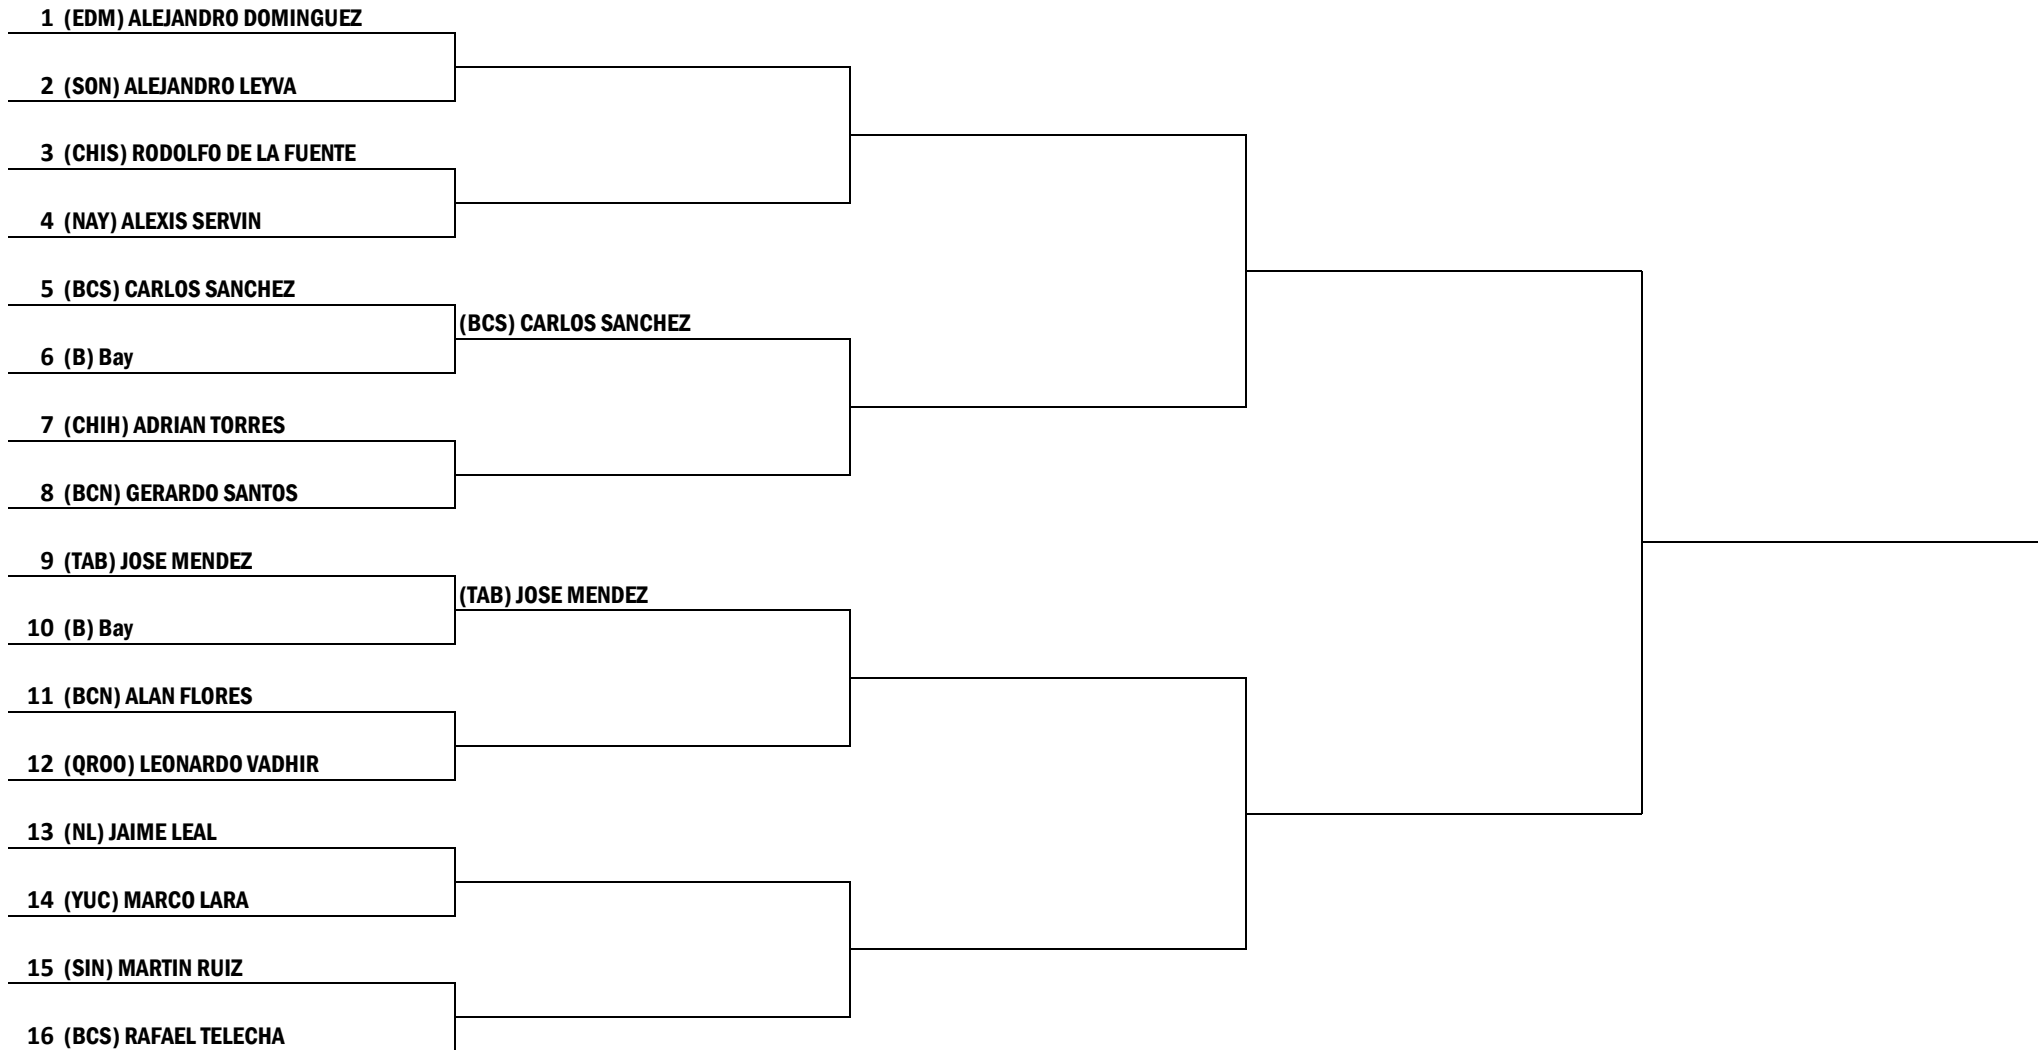 1 (EDM) ALEJANDRO DOMINGUEZ
2 (SON) ALEJANDRO LEYVA
3 (CHIS) RODOLFO DE LA FUENTE
4 (NAY) ALEXIS SERVIN
5 (BCS) CARLOS SANCHEZ
(BCS) CARLOS SANCHEZ
6 (B) Bay
7 (CHIH) ADRIAN TORRES
8 (BCN) GERARDO SANTOS
9 (TAB) JOSE MENDEZ
(TAB) JOSE MENDEZ
10 (B) Bay
11 (BCN) ALAN FLORES
12 (QROO) LEONARDO VADHIR
13 (NL) JAIME LEAL
14 (YUC) MARCO LARA
15 (SIN) MARTIN RUIZ
16 (BCS) RAFAEL TELECHA